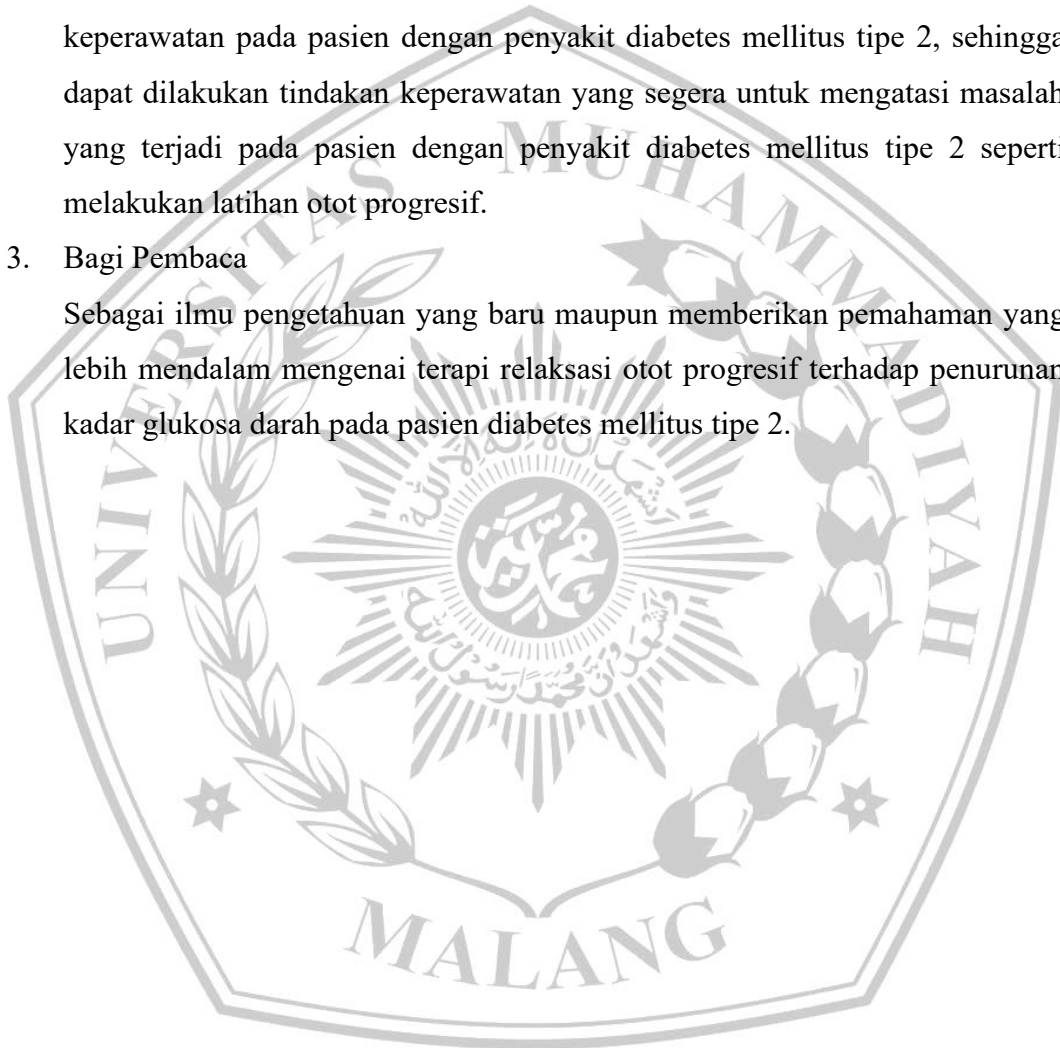 keperawatan pada pasien dengan penyakit diabetes mellitus tipe 2, sehingga
dapat dilakukan tindakan keperawatan yang segera untuk mengatasi masalah
yang terjadi pada pasien dengan penyakit diabetes mellitus tipe 2 seperti
melakukan latihan otot progresif.
3. Bagi Pembaca
Sebagai ilmu pengetahuan yang baru maupun memberikan pemahaman yang
lebih mendalam mengenai terapi relaksasi otot progresif terhadap penurunan
kadar glukosa darah pada pasien diabetes mellitus tipe 2.
UNIVERSITAS MUHAMMADIYAH
MALANG